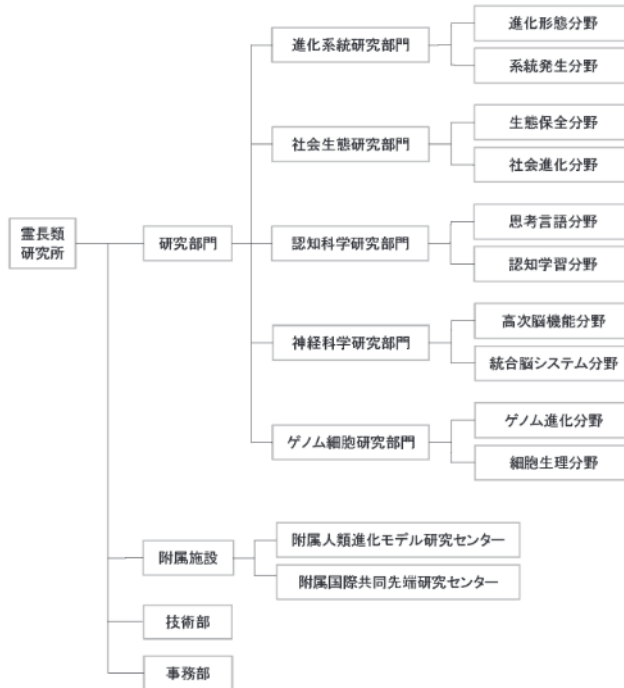 霊長類
研究所
研究部門
進化系統研究部門
進化形態分野
系統発生分野
社会生態研究部門
生態保全分野
社会進化分野
認知科学研究部門
思考言語分野
認知学習分野
神経科学研究部門
高次脳機能分野
統合脳システム分野
ゲノム細胞研究部門
ゲノム進化分野
細胞生理分野
附属施設
附属人類進化モデル研究センター
附属国際共同先端研究センター
技術部
事務部